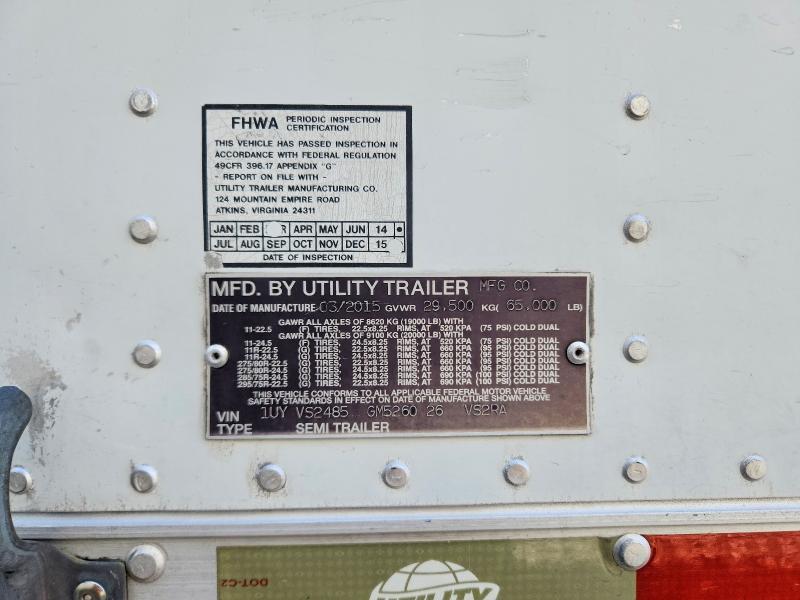 FHWA PERIODIC INSPECTION
CERTIFICATION
THIS VEHICLE HAS PASSED INSPECTION IN
ACCORDANCE WITH FEDERAL REGULATION
49CFR 396.17 APPENDIX "G"
- REPORT ON FILE WITH -
UTILITY TRAILER MANUFACTURING CO.
124 MOUNTAIN EMPIRE ROAD
ATKINS, VIRGINIA 24311
JAN FEB R APR MAY JUN 14
JUL AUG SEP OCT NOV DEC 15
DATE OF INSPECTION
MFD. BY UTILITY TRAILER MFG CO.
DATE OF MANUFACTURE 03/2015 GVWR 29,500 KG( 65,000 LB)
GAWR ALL AXLES OF 8620 KG (19000 LB) WITH
11-22.5 (F) TIRES, 22.5x8.25 RIMS, AT 520 KPA (75 PSI) COLD DUAL
GAWR ALL AXLES OF 9100 KG (20000 LB) WITH
11-24.5 (F) TIRES, 24.5x8.25 RIMS, AT 520 KPA (75 PSI) COLD DUAL
11R-22.5 (G) TIRES, 22.5x8.25 RIMS, AT 660 KPA (95 PSI) COLD DUAL
11R-24.5 (G) TIRES, 24.5x8.25 RIMS, AT 660 KPA (95 PSI) COLD DUAL
275/80R-22.5 (G) TIRES, 22.5x8.25 RIMS, AT 660 KPA (95 PSI) COLD DUAL
275/80R-24.5 (G) TIRES, 24.5x8.25 RIMS, AT 660 KPA (95 PSI) COLD DUAL
285/75R-24.5 (G) TIRES, 24.5x8.25 RIMS, AT 660 KPA (95 PSI) COLD DUAL
295/75R-22.5 (G) TIRES, 22.5x8.25 RIMS, AT 690 KPA (100 PSI) COLD DUAL
THIS VEHICLE CONFORMS TO ALL APPLICABLE FEDERAL MOTOR VEHICLE
SAFETY STANDARDS IN EFFECT ON DATE OF MANUFACTURE SHOWN ABOVE
VIN 1UY VS2485 GM5260 26 VS2RA
TYPE SEMI TRAILER
DOT-C2
UTILITY